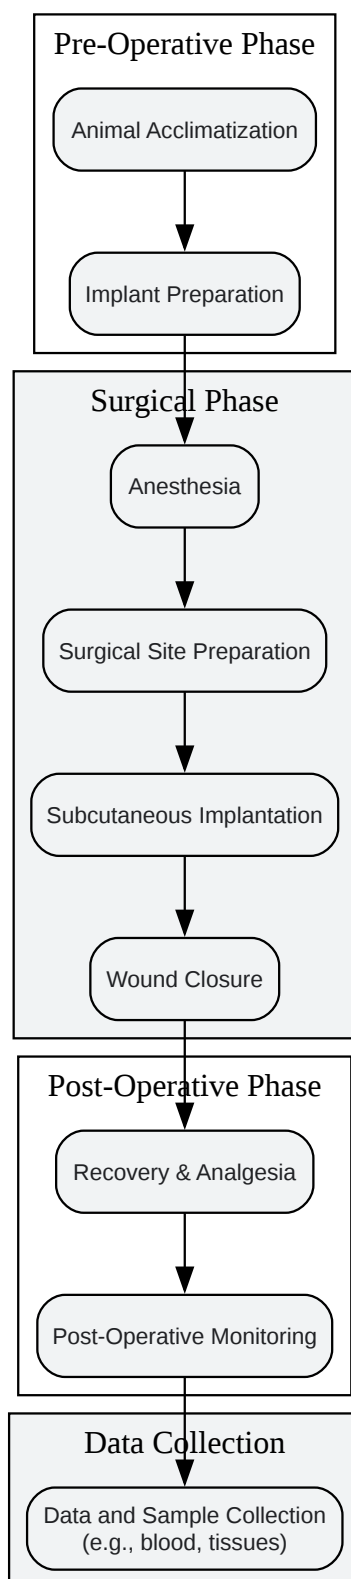 Pre-Operative Phase
Animal Acclimatization
Implant Preparation
Surgical Phase
Anesthesia
Surgical Site Preparation
Subcutaneous Implantation
Wound Closure
Post-Operative Phase
Recovery & Analgesia
Post-Operative Monitoring
Data Collection
Data and Sample Collection
(e.g., blood, tissues)